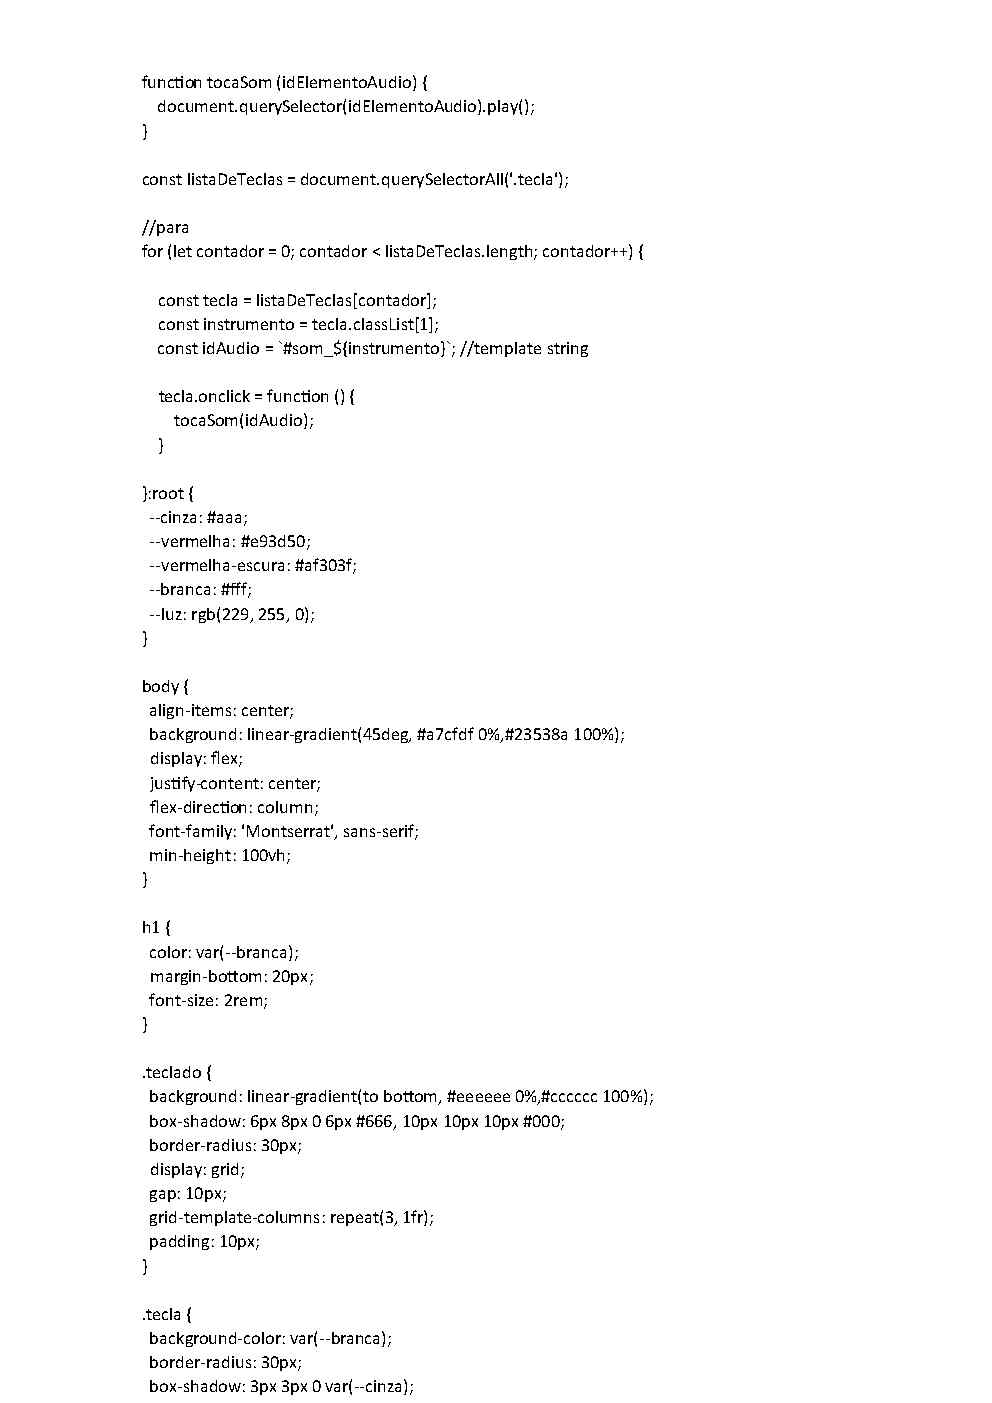 function tocaSom (idElementoAudio) {
    document.querySelector(idElementoAudio).play();
}

const listaDeTeclas = document.querySelectorAll('.tecla');

//para
for (let contador = 0; contador < listaDeTeclas.length; contador++) {

    const tecla = listaDeTeclas[contador];
    const instrumento = tecla.classList[1];
    const idAudio = `#som_${instrumento}`; //template string

    tecla.onclick = function () {
        tocaSom(idAudio);
    }

}:root {
  --cinza: #aaa;
  --vermelha: #e93d50;
  --vermelha-escura: #af303f;
  --branca: #fff;
  --luz: rgb(229, 255, 0);
}

body {
  align-items: center;
  background: linear-gradient(45deg, #a7cfdf 0%,#23538a 100%);
  display: flex;
  justify-content: center;
  flex-direction: column;
  font-family: 'Montserrat', sans-serif;
  min-height: 100vh;
}

h1 {
  color: var(--branca);
  margin-bottom: 20px;
  font-size: 2rem;
}

.teclado {
  background: linear-gradient(to bottom, #eeeeee 0%,#cccccc 100%);
  box-shadow: 6px 8px 0 6px #666, 10px 10px 10px #000;
  border-radius: 30px;
  display: grid;
  gap: 10px;
  grid-template-columns: repeat(3, 1fr);
  padding: 10px;
}

.tecla {
  background-color: var(--branca);
  border-radius: 30px;
  box-shadow: 3px 3px 0 var(--cinza);